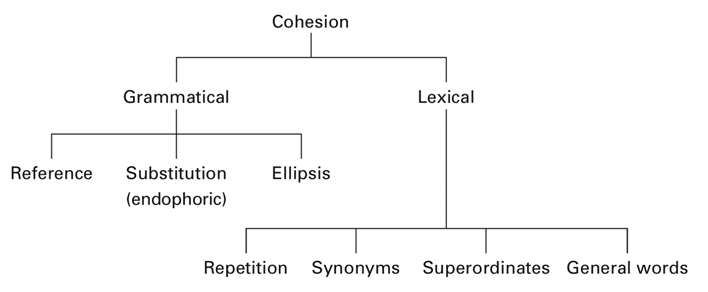 Cohesion
Grammatical Lexical
Reference Substitution Ellipsis
(endophoric)
Repetition Synonyms Superordinates General words